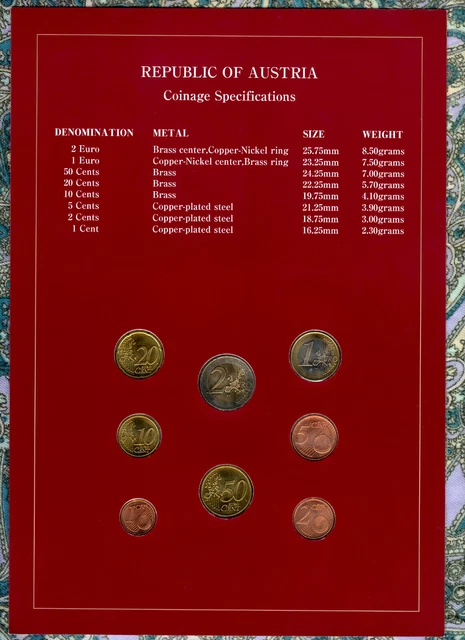 REPUBLIC OF AUSTRIA
Coinage Specifications
DENOMINATION METAL SIZE WEIGHT
2 Euro Brass center,Copper-Nickel ring 25.75mm 8.50grams
1 Euro Copper-Nickel center,Brass ring 23.25mm 7.50grams
50 Cents Brass 24.25mm 7.00grams
20 Cents Brass 22.25mm 5.70grams
10 Cents Brass 19.75mm 4.10grams
5 Cents Copper-plated steel 21.25mm 3.90grams
2 Cents Copper-plated steel 18.75mm 3.00grams
1 Cent Copper-plated steel 16.25mm 2.30grams
20
2
1
10
5
50
1
2